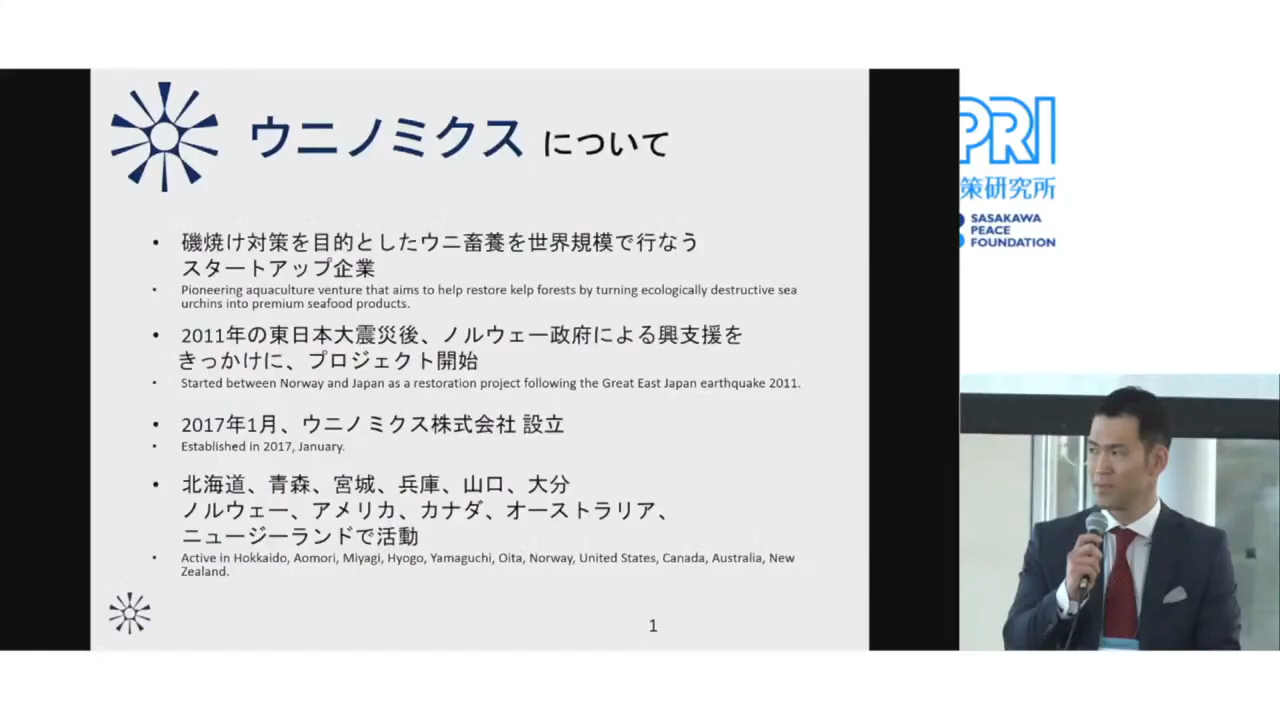 ウニノミクス について
• 磯焼け対策を目的としたウニ畜養を世界規模で行なう
スタートアップ企業
• Pioneering aquaculture venture that aims to help restore kelp forests by turning ecologically destructive sea
urchins into premium seafood products.
• 2011年の東日本大震災後、ノルウェー政府による興支援を
きっかけに、プロジェクト開始
• Started between Norway and Japan as a restoration project following the Great East Japan earthquake 2011.
• 2017年1月、ウニノミクス株式会社 設立
• Established in 2017, January.
• 北海道、青森、宮城、兵庫、山口、大分
ノルウェー、アメリカ、カナダ、オーストラリア、
ニュージーランドで活動
• Active in Hokkaido, Aomori, Miyagi, Hyogo, Yamaguchi, Oita, Norway, United States, Canada, Australia, New
Zealand.
1
PRI
策研究所
SASAKAWA
PEACE
FOUNDATION